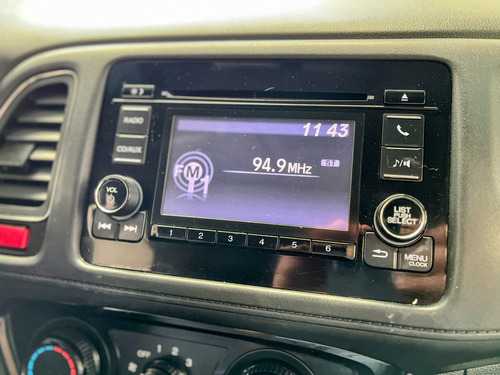 RADIO
CD/AUX
VOL
11 43
FM
94.9 MHz
ST
1 2 3 4 5 6
LIST
PUSH
SELECT
MENU
CLOCK
OFF 1 2 3